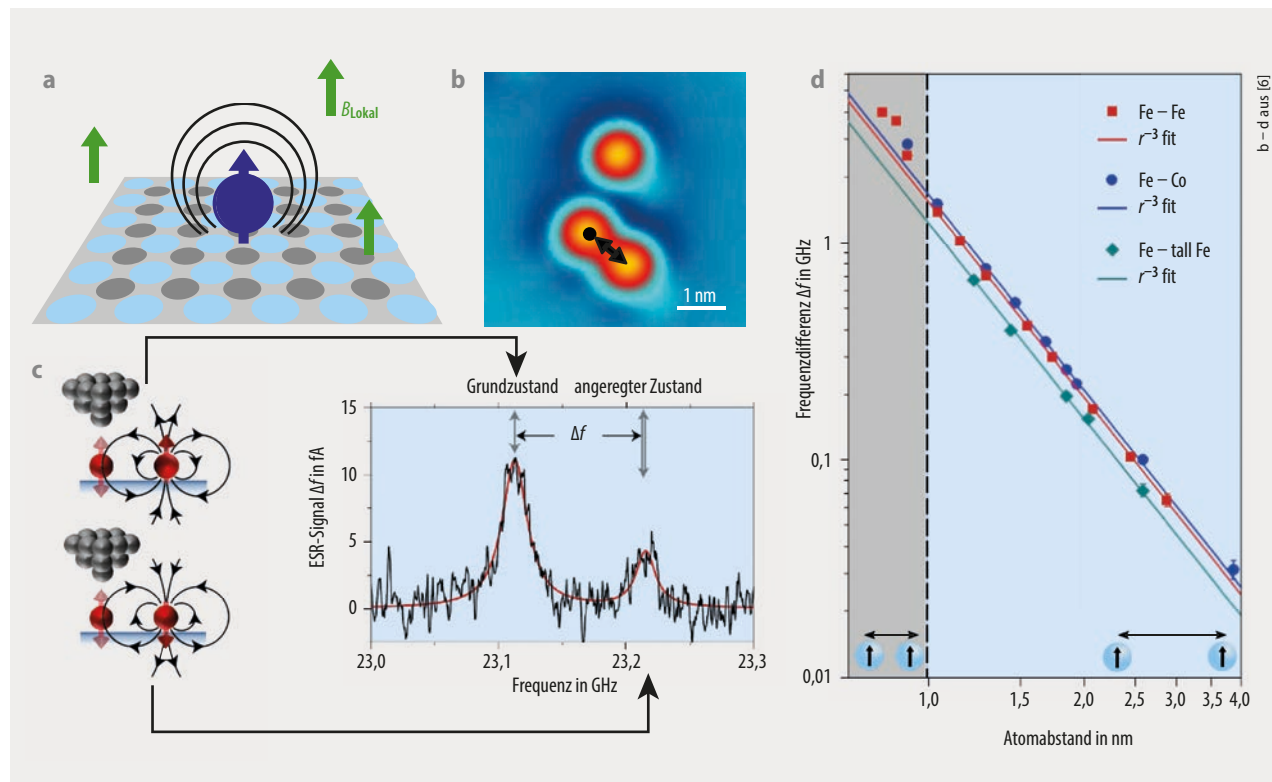 a
B Lokal
b
1 nm
c
Grundzustand angeregter Zustand
Δf
15
10
5
0
ESR-Signal Δf in fA
23,0 23,1 23,2 23,3
Frequenz in GHz
d
Fe – Fe
r⁻³ fit
Fe – Co
r⁻³ fit
Fe – tall Fe
r⁻³ fit
1
0,1
0,01
Frequenzdifferenz Δf in GHz
1,0 1,5 2,0 2,5 3,0 3,5 4,0
Atomabstand in nm
b – d aus [6]